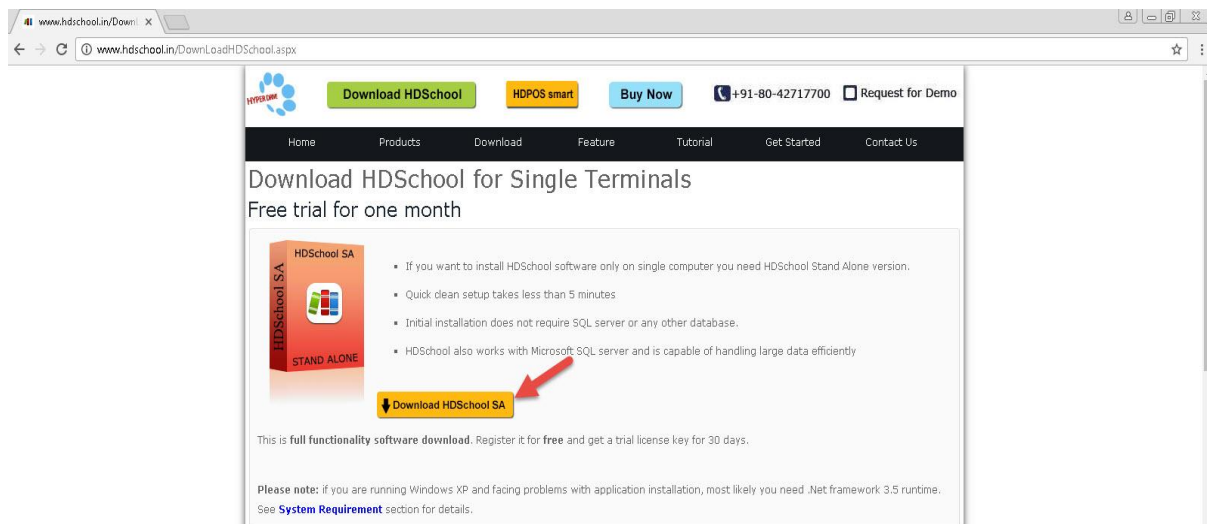 www.hdschool.in/Downl
www.hdschool.in/DownLoadHDSchool.aspx
HYPER DRIVE
Download HDSchool
HDPOS smart
Buy Now
+91-80-42717700
Request for Demo
Home Products Download Feature Tutorial Get Started Contact Us
Download HDSchool for Single Terminals
Free trial for one month
HDSchool SA
HDSchool SA
STAND ALONE
If you want to install HDSchool software only on single computer you need HDSchool Stand Alone version.
Quick clean setup takes less than 5 minutes
Initial installation does not require SQL server or any other database.
HDSchool also works with Microsoft SQL server and is capable of handling large data efficiently
Download HDSchool SA
This is full functionality software download. Register it for free and get a trial license key for 30 days.
Please note: if you are running Windows XP and facing problems with application installation, most likely you need .Net framework 3.5 runtime.
See System Requirement section for details.